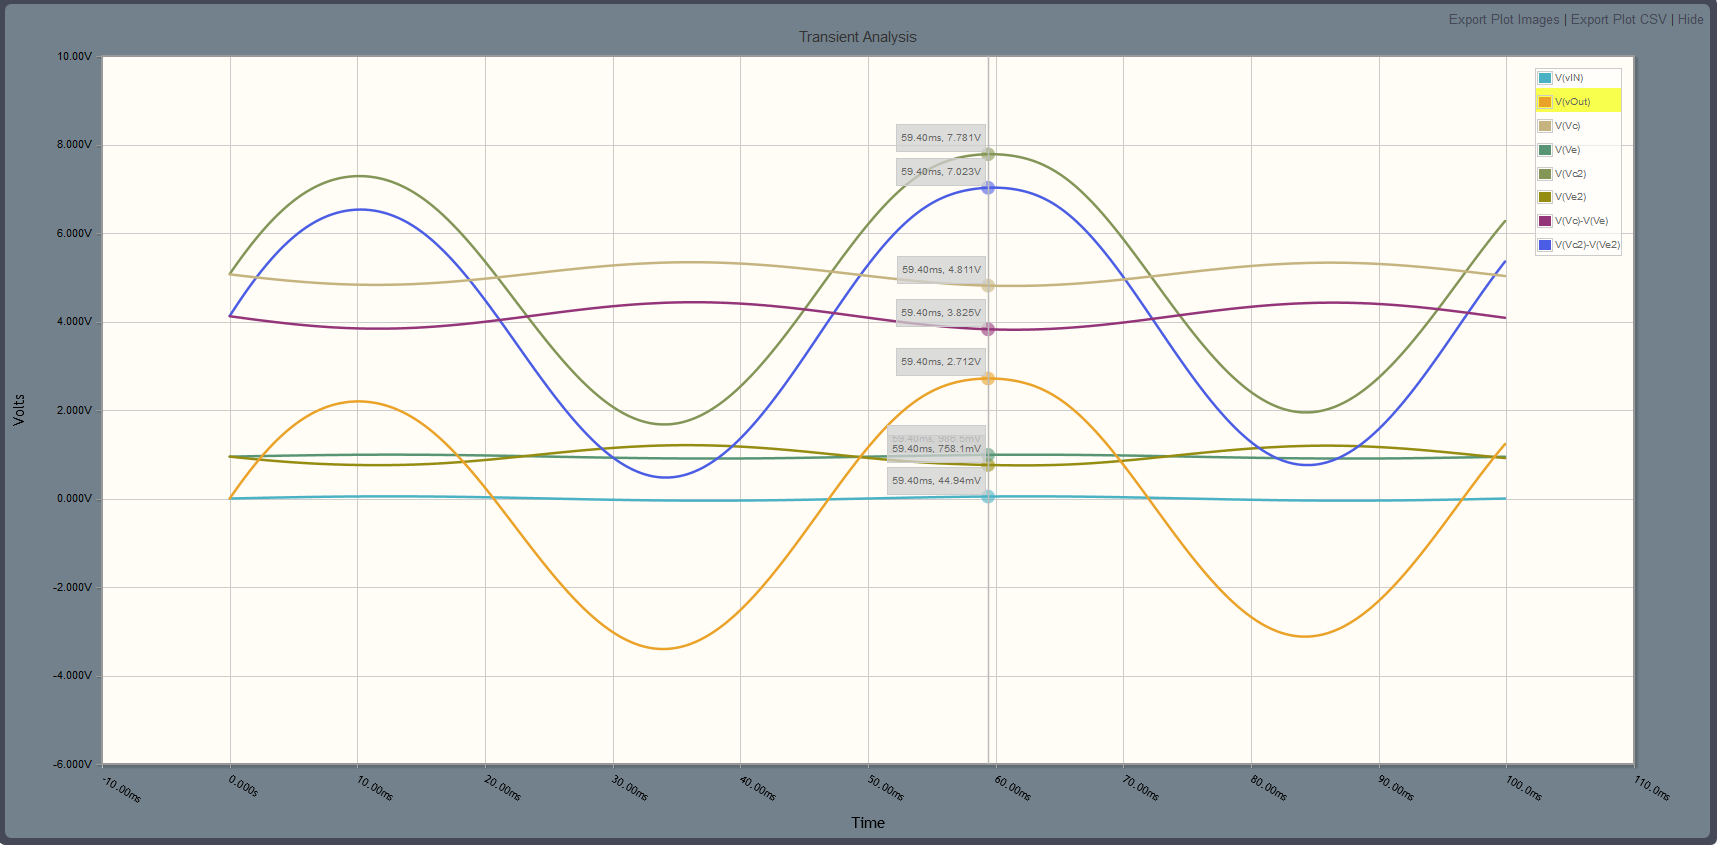 Export Plot Images | Export Plot CSV | Hide
Transient Analysis
10.00V
8.000V
6.000V
4.000V
2.000V
0.000V
-2.000V
-4.000V
-6.000V
Volts
V(vIN)
V(vOut)
V(Vc)
V(Ve)
V(Vc2)
V(Ve2)
V(Vc)-V(Ve)
V(Vc2)-V(Ve2)
59.40ms, 7.781V
59.40ms, 7.023V
59.40ms, 4.811V
59.40ms, 3.825V
59.40ms, 2.712V
59.40ms, 758.1mV
59.40ms, 44.94mV
-10.00ms
0.000s
10.00ms
20.00ms
30.00ms
40.00ms
50.00ms
60.00ms
70.00ms
80.00ms
90.00ms
100.0ms
110.0ms
Time